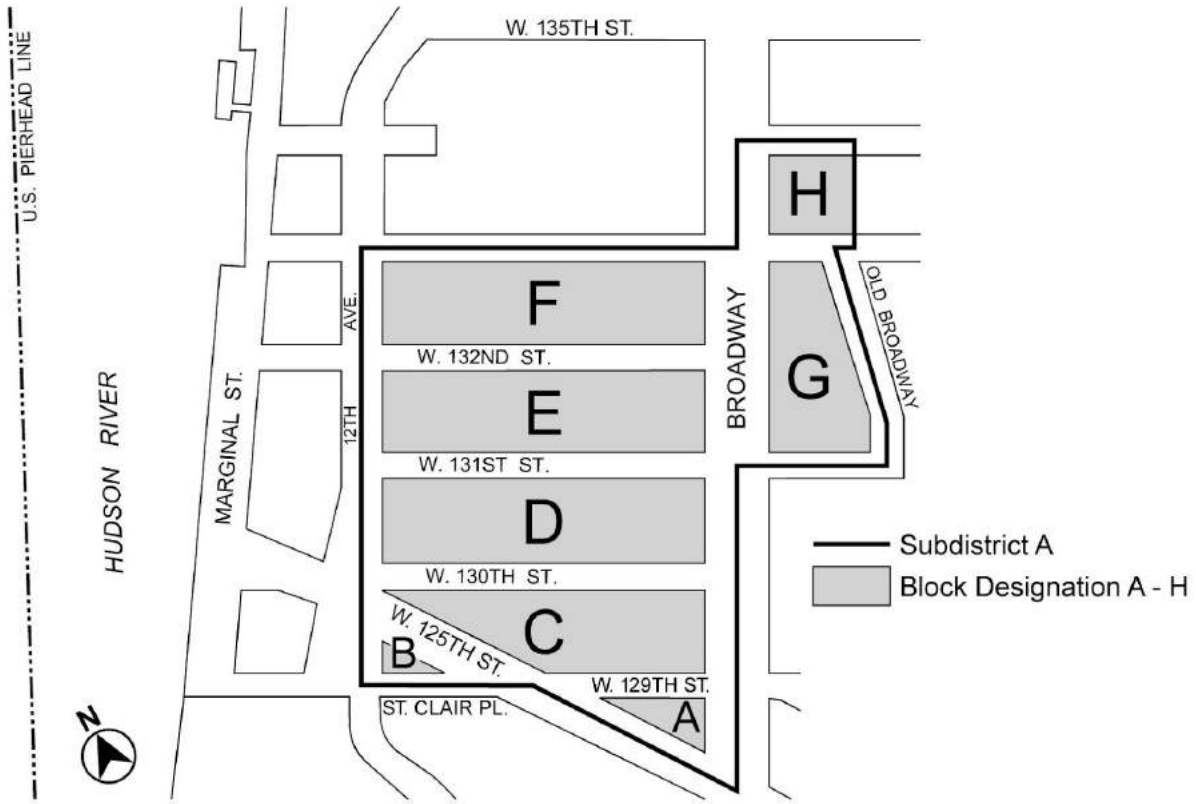 W. 135TH ST.
U.S. PIERHEAD LINE
H
F
AVE.
OLD BROADWAY
W. 132ND ST.
BROADWAY
G
HUDSON RIVER
MARGINAL ST.
E
12TH
W. 131ST ST.
D
Subdistrict A
W. 130TH ST.
Block Designation A - H
W. 125TH ST.
C
B
W. 129TH ST.
A
ST. CLAIR PL.
N